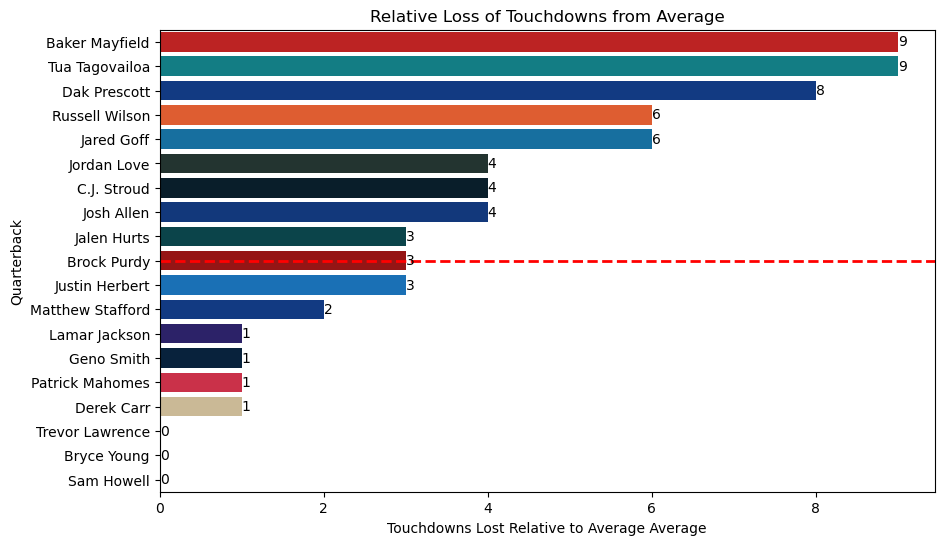 Relative Loss of Touchdowns from Average
Quarterback
Baker Mayfield 9
Tua Tagovailoa 9
Dak Prescott 8
Russell Wilson 6
Jared Goff 6
Jordan Love 4
C.J. Stroud 4
Josh Allen 4
Jalen Hurts 3
Brock Purdy 3
Justin Herbert 3
Matthew Stafford 2
Lamar Jackson 1
Geno Smith 1
Patrick Mahomes 1
Derek Carr 1
Trevor Lawrence 0
Bryce Young 0
Sam Howell 0
0 2 4 6 8
Touchdowns Lost Relative to Average Average